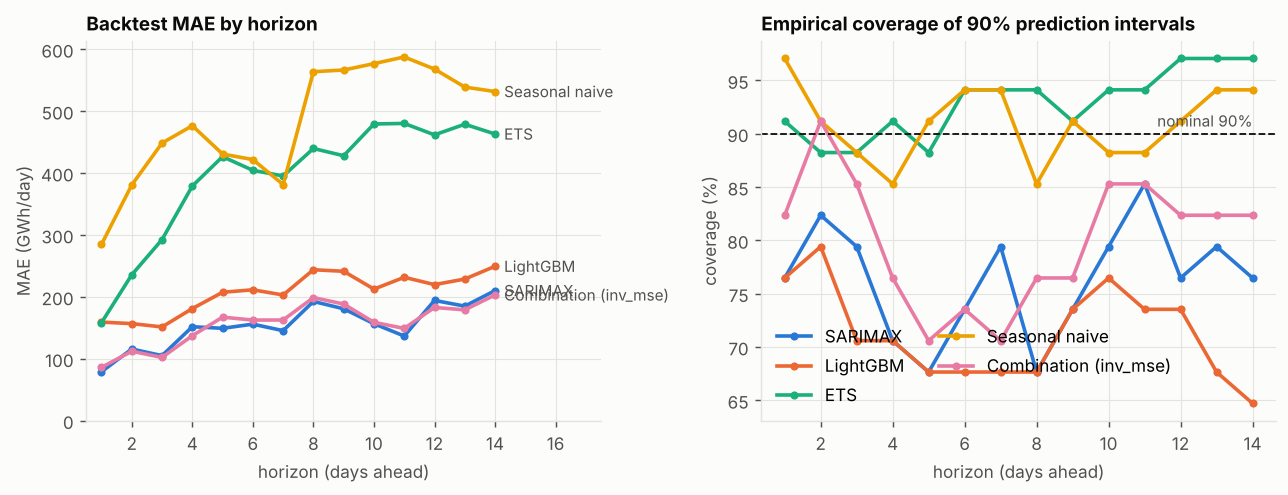 Backtest MAE by horizon
MAE (GWh/day)
600
500
400
300
200
100
0
2
4
6
8
10
12
14
16
horizon (days ahead)
Seasonal naive
ETS
LightGBM
SARIMAX
Combination (inv_mse)
Empirical coverage of 90% prediction intervals
coverage (%)
95
90
85
80
75
70
65
2
4
6
8
10
12
14
horizon (days ahead)
nominal 90%
SARIMAX
LightGBM
ETS
Seasonal naive
Combination (inv_mse)